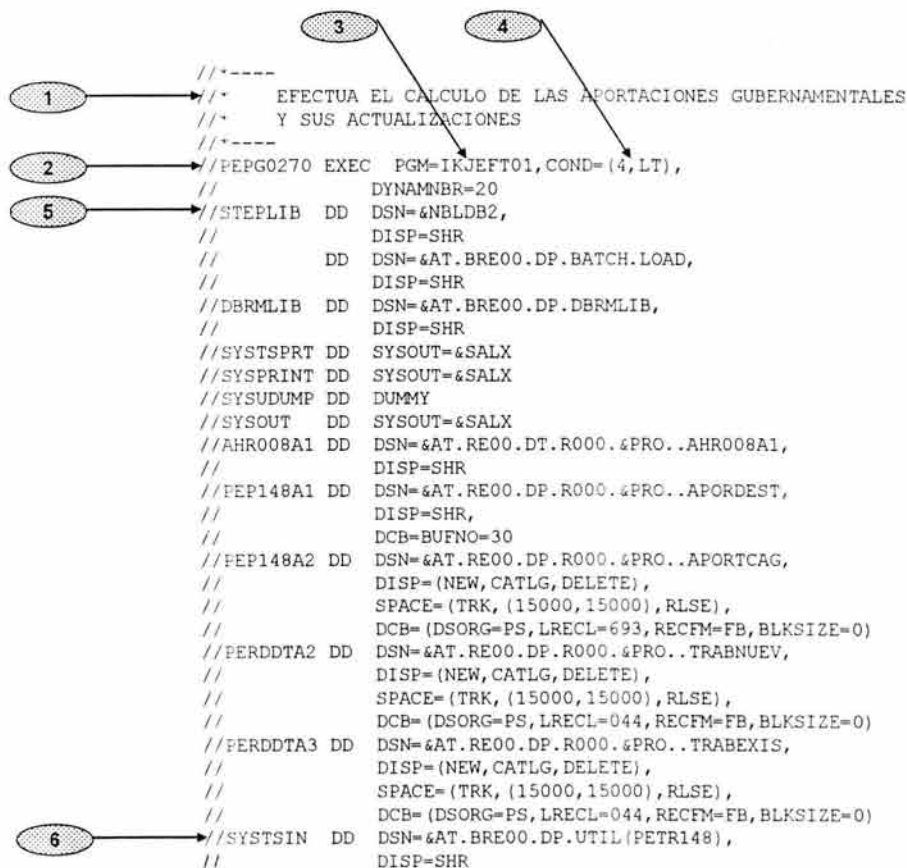 3 4
//*----
1 //* EFECTUA EL CALCULO DE LAS APORTACIONES GUBERNAMENTALES
//* Y SUS ACTUALIZACIONES
//*----
2 //PEPG0270 EXEC PGM=IKJEFT01,COND=(4,LT),
// DYNAMNBR=20
5 //STEPLIB DD DSN=&NBLDB2,
// DISP=SHR
// DD DSN=&AT.BRE00.DP.BATCH.LOAD,
// DISP=SHR
//DBRMLIB DD DSN=&AT.BRE00.DP.DBRMLIB,
// DISP=SHR
//SYSTSPRT DD SYSOUT=&SALX
//SYSPRINT DD SYSOUT=&SALX
//SYSUDUMP DD DUMMY
//SYSOUT DD SYSOUT=&SALX
//AHR008A1 DD DSN=&AT.RE00.DT.R000.&PRO..AHR008A1,
// DISP=SHR
//PEP148A1 DD DSN=&AT.RE00.DP.R000.&PRO..APORDEST,
// DISP=SHR,
// DCB=BUFNO=30
//PEP148A2 DD DSN=&AT.RE00.DP.R000.&PRO..APORTCAG,
// DISP=(NEW,CATLG,DELETE),
// SPACE=(TRK,(15000,15000),RLSE),
// DCB=(DSORG=PS,LRECL=693,RECFM=FB,BLKSIZE=0)
//PERDDTA2 DD DSN=&AT.RE00.DP.R000.&PRO..TRABNUEV,
// DISP=(NEW,CATLG,DELETE),
// SPACE=(TRK,(15000,15000),RLSE),
// DCB=(DSORG=PS,LRECL=044,RECFM=FB,BLKSIZE=0)
//PERDDTA3 DD DSN=&AT.RE00.DP.R000.&PRO..TRABEXIS,
// DISP=(NEW,CATLG,DELETE),
// SPACE=(TRK,(15000,15000),RLSE),
// DCB=(DSORG=PS,LRECL=044,RECFM=FB,BLKSIZE=0)
6 //SYSTSIN DD DSN=&AT.BRE00.DP.UTIL(PETR148),
// DISP=SHR